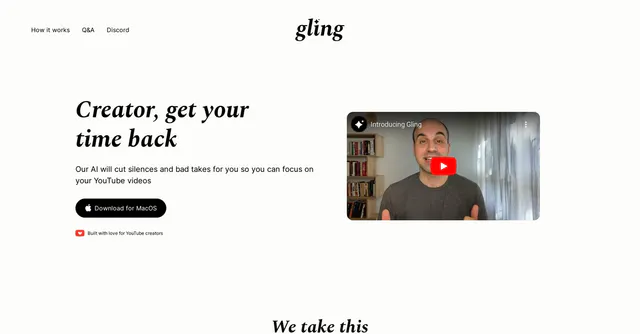 How it works Q&A Discord
gling
Creator, get your
time back
Our AI will cut silences and bad takes for you so you can focus on
your YouTube videos
Download for MacOS
Built with love for YouTube creators
Introducing Gling
We take this